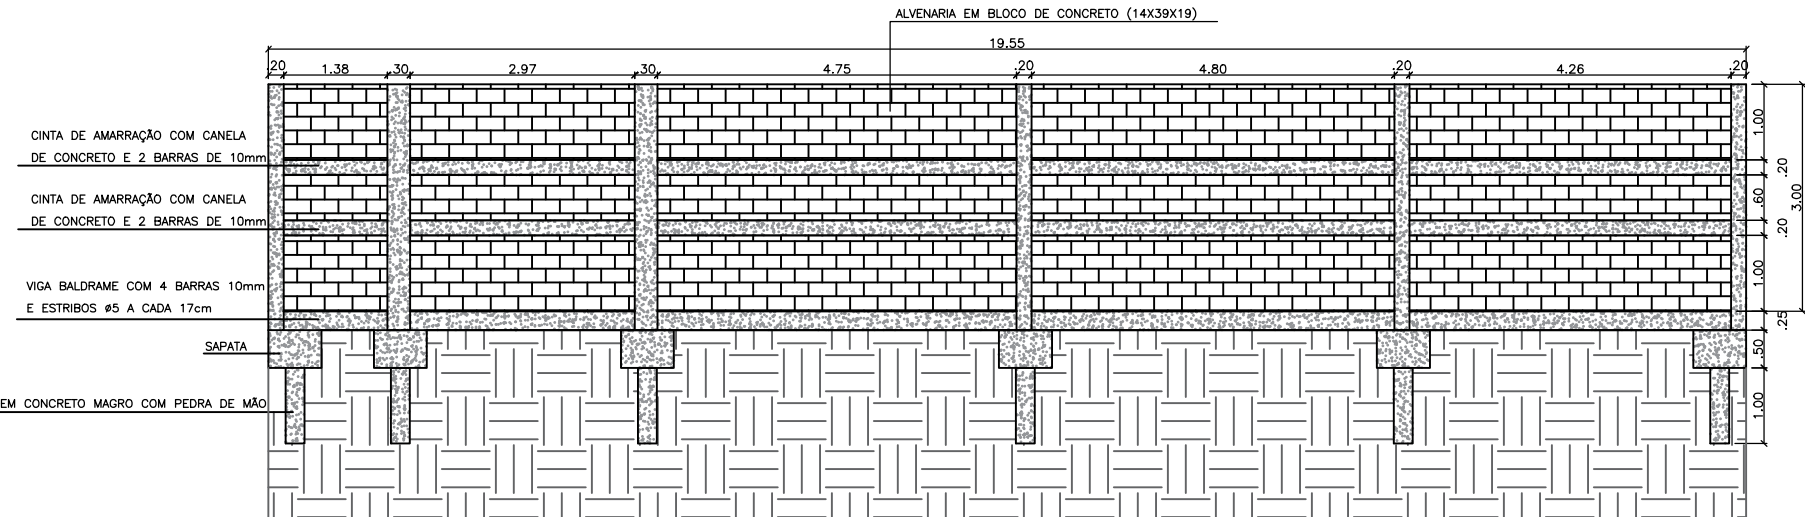 ALVENARIA EM BLOCO DE CONCRETO (14X39X19)
19.55
.20 1.38 .30 2.97 .30 4.75 .20 4.80 .20 4.26 .20
CINTA DE AMARRAÇÃO COM CANELA
DE CONCRETO E 2 BARRAS DE 10mm
CINTA DE AMARRAÇÃO COM CANELA
DE CONCRETO E 2 BARRAS DE 10mm
VIGA BALDRAME COM 4 BARRAS 10mm
E ESTRIBOS ø5 A CADA 17cm
SAPATA
EM CONCRETO MAGRO COM PEDRA DE MÃO
1.00
.20
.60
3.00
.20
1.00
.25
.50
1.00